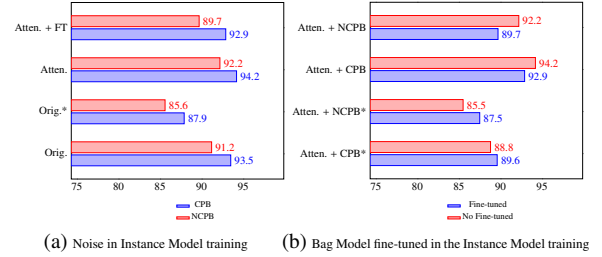 Atten. + FT
89.7
92.9
Atten.
92.2
94.2
Orig.*
85.6
87.9
Orig.
91.2
93.5
75 80 85 90 95
CPB
NCPB
(a) Noise in Instance Model training
Atten. + NCPB
92.2
89.7
Atten. + CPB
94.2
92.9
Atten. + NCPB*
85.5
87.5
Atten. + CPB*
88.8
89.6
75 80 85 90 95
Fine-tuned
No Fine-tuned
(b) Bag Model fine-tuned in the Instance Model training